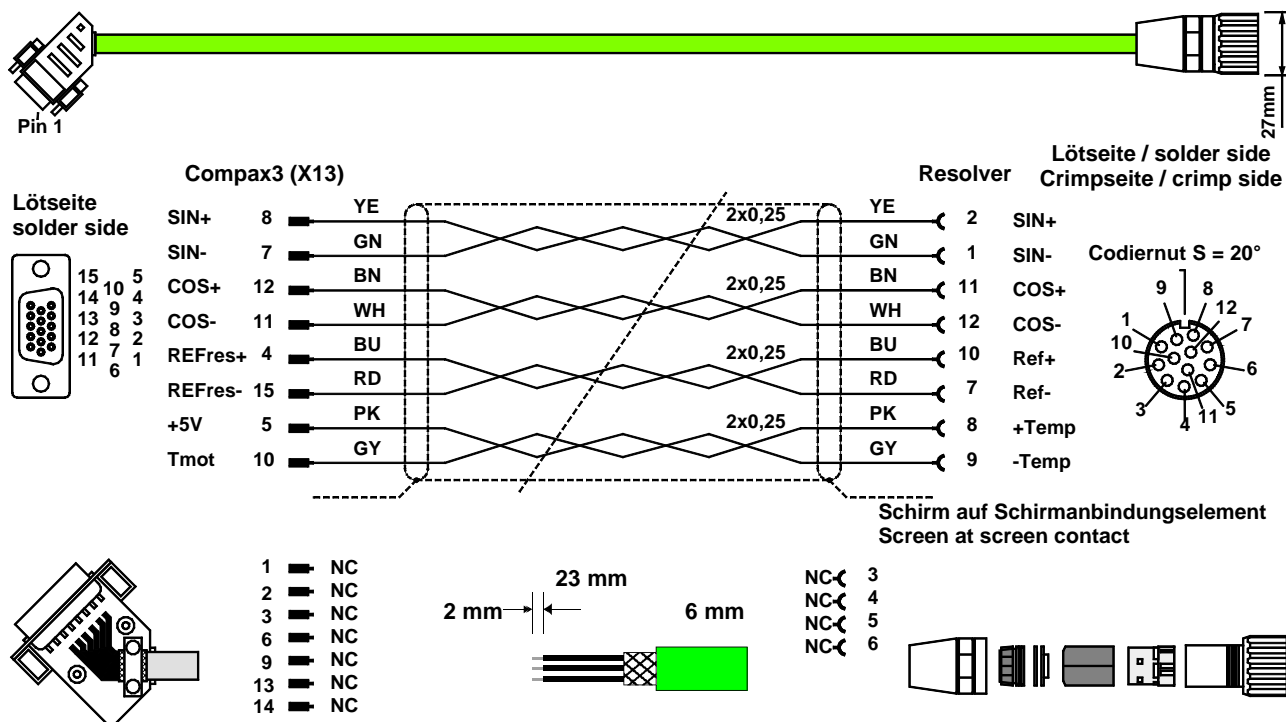 Pin 1
27mm
Compax3 (X13)
Resolver
Lötseite / solder side
Crimpseite / crimp side
Lötseite
solder side
15 5
10
14 4
9
13 3
8
12 2
7
11 1
6
SIN+ 8 YE 2x0,25 YE 2 SIN+
SIN- 7 GN GN 1 SIN-
COS+ 12 BN 2x0,25 BN 11 COS+
COS- 11 WH WH 12 COS-
REFres+ 4 BU 2x0,25 BU 10 Ref+
REFres- 15 RD RD 7 Ref-
+5V 5 PK 2x0,25 PK 8 +Temp
Tmot 10 GY GY 9 -Temp
Codiernut S = 20°
9 8
12
1 7
10
2 6
3 5
4 11
Schirm auf Schirmanbindungselement
Screen at screen contact
1 NC
2 NC
3 NC
6 NC
9 NC
13 NC
14 NC
23 mm
2 mm 6 mm
NC 3
NC 4
NC 5
NC 6